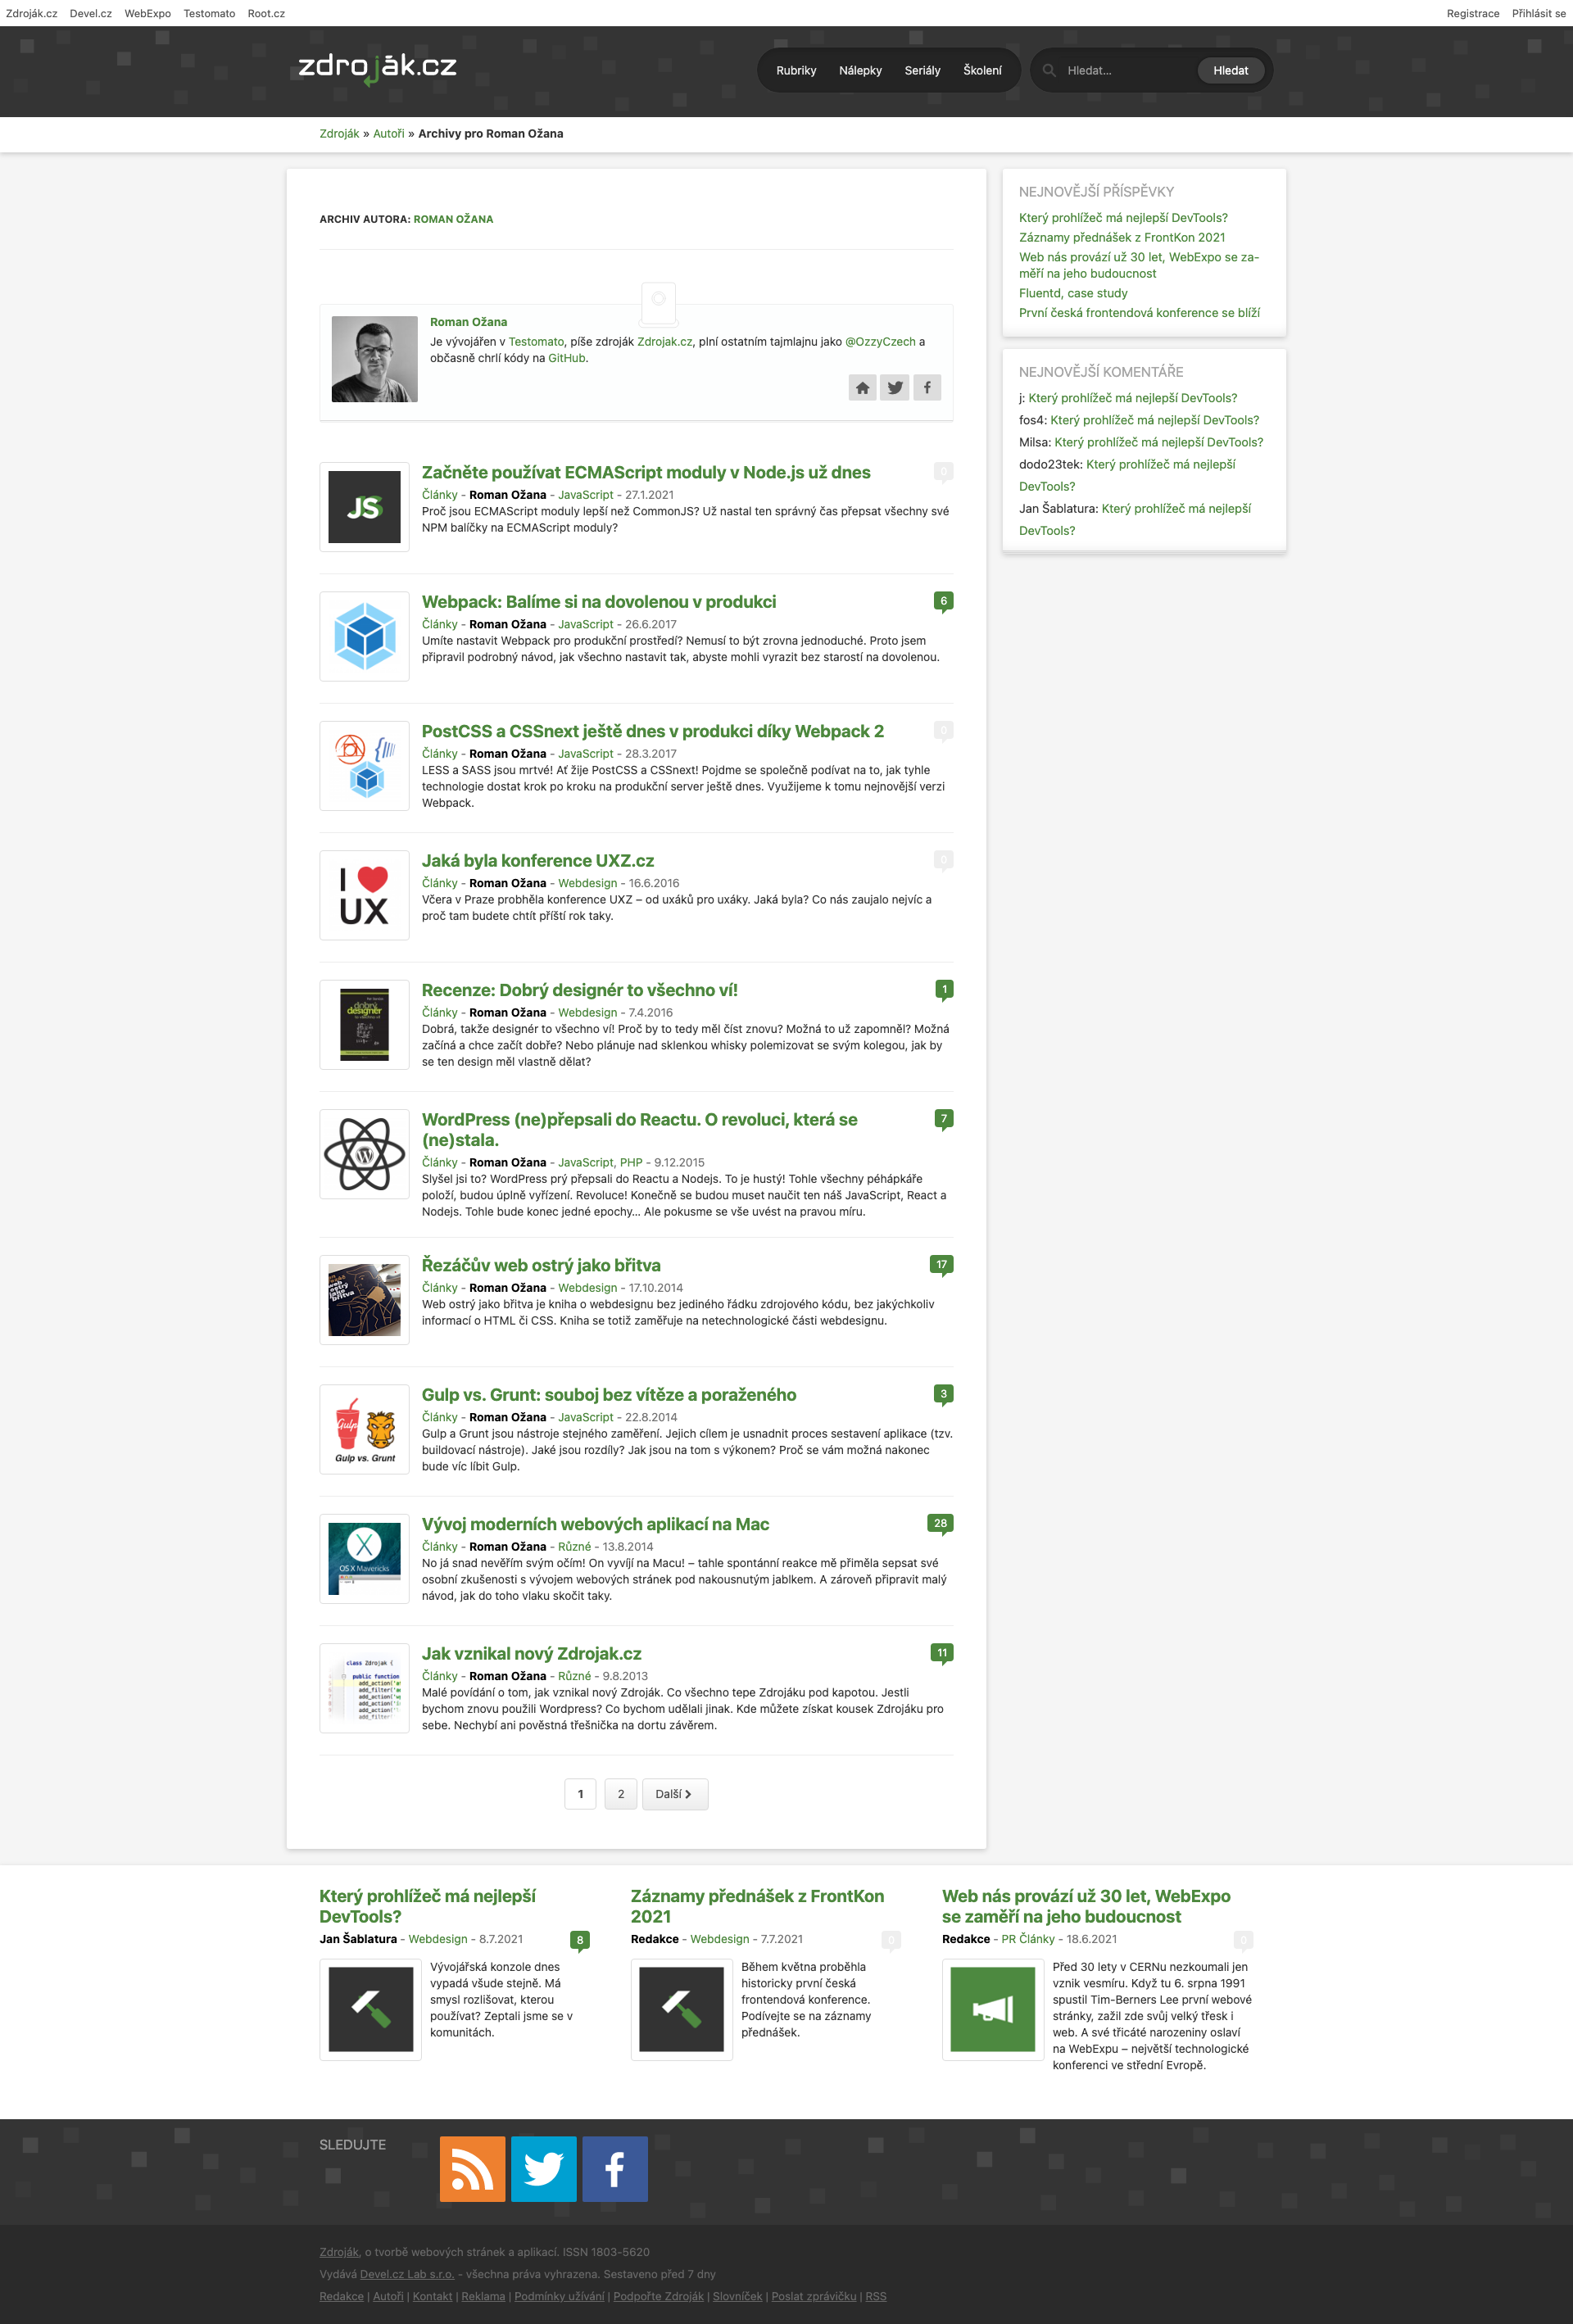 Zdroják.cz Devel.cz WebExpo Testomato Root.cz
Registrace Přihlásit se
zdroják.cz
Rubriky Nálepky Seriály Školení
Hledat...
Hledat
Zdroják » Autoři » Archivy pro Roman Ožana
ARCHIV AUTORA: ROMAN OŽANA
Roman Ožana
Je vývojářen v Testomato, píše zdroják Zdrojak.cz, plní ostatním tajmlajnu jako @OzzyCzech a
občasně chrlí kódy na GitHub.
JS
Začněte používat ECMAScript moduly v Node.js už dnes
0
Články - Roman Ožana - JavaScript - 27.1.2021
Proč jsou ECMAScript moduly lepší než CommonJS? Už nastal ten správný čas přepsat všechny své
NPM balíčky na ECMAScript moduly?
Webpack: Balíme si na dovolenou v produkci
6
Články - Roman Ožana - JavaScript - 26.6.2017
Umíte nastavit Webpack pro produkční prostředí? Nemusí to být zrovna jednoduché. Proto jsem
připravil podrobný návod, jak všechno nastavit tak, abyste mohli vyrazit bez starostí na dovolenou.
PostCSS a CSSnext ještě dnes v produkci díky Webpack 2
0
Články - Roman Ožana - JavaScript - 28.3.2017
LESS a SASS jsou mrtvé! Ať žije PostCSS a CSSnext! Pojdme se společně podívat na to, jak tyhle
technologie dostat krok po kroku na produkční server ještě dnes. Využijeme k tomu nejnovější verzi
Webpack.
I
UX
Jaká byla konference UXZ.cz
0
Články - Roman Ožana - Webdesign - 16.6.2016
Včera v Praze probhěla konference UXZ – od uxáků pro uxáky. Jaká byla? Co nás zaujalo nejvíc a
proč tam budete chtít příští rok taky.
dobrý
designér
Recenze: Dobrý designér to všechno ví!
1
Články - Roman Ožana - Webdesign - 7.4.2016
Dobrá, takže designér to všechno ví! Proč by to tedy měl číst znovu? Možná to už zapomněl? Možná
začíná a chce začít dobře? Nebo plánuje nad sklenkou whisky polemizovat se svým kolegou, jak by
se ten design měl vlastně dělat?
WordPress (ne)přepsali do Reactu. O revoluci, která se
(ne)stala.
7
Články - Roman Ožana - JavaScript, PHP - 9.12.2015
Slyšel jsi to? WordPress prý přepsali do Reactu a Nodejs. To je hustý! Tohle všechny péhápkáře
položí, budou úplně vyřízení. Revoluce! Konečně se budou muset naučit ten náš JavaScript, React a
Nodejs. Tohle bude konec jedné epochy... Ale pokusme se vše uvést na pravou míru.
web
ostrý
jako
břitva
Řezáčův web ostrý jako břitva
17
Články - Roman Ožana - Webdesign - 17.10.2014
Web ostrý jako břitva je kniha o webdesignu bez jediného řádku zdrojového kódu, bez jakýchkoliv
informací o HTML či CSS. Kniha se totiž zaměřuje na netechnologické části webdesignu.
Gulp
Gulp vs. Grunt
Gulp vs. Grunt: souboj bez vítěze a poraženého
3
Články - Roman Ožana - JavaScript - 22.8.2014
Gulp a Grunt jsou nástroje stejného zaměření. Jejich cílem je usnadnit proces sestavení aplikace (tzv.
buildovací nástroje). Jaké jsou rozdíly? Jak jsou na tom s výkonem? Proč se vám možná nakonec
bude víc líbit Gulp.
X
OS X Mavericks
Vývoj moderních webových aplikací na Mac
28
Články - Roman Ožana - Různé - 13.8.2014
No já snad nevěřím svým očím! On vyvíjí na Macu! – tahle spontánní reakce mě přiměla sepsat své
osobní zkušenosti s vývojem webových stránek pod nakousnutým jablkem. A zároveň připravit malý
návod, jak do toho vlaku skočit taky.
class Zdrojak {
public function
add_action('
add_filter('
add_action('
add_action('
add_action('
add_filter(
Jak vznikal nový Zdrojak.cz
11
Články - Roman Ožana - Různé - 9.8.2013
Malé povídání o tom, jak vznikal nový Zdroják. Co všechno tepe Zdrojáku pod kapotou. Jestli
bychom znovu použili Wordpress? Co bychom udělali jinak. Kde můžete získat kousek Zdrojáku pro
sebe. Nechybí ani pověstná třešnička na dortu závěrem.
1 2 Další
NEJNOVĚJŠÍ PŘÍSPĚVKY
Který prohlížeč má nejlepší DevTools?
Záznamy přednášek z FrontKon 2021
Web nás provází už 30 let, WebExpo se za-
měří na jeho budoucnost
Fluentd, case study
První česká frontendová konference se blíží
NEJNOVĚJŠÍ KOMENTÁŘE
j: Který prohlížeč má nejlepší DevTools?
fos4: Který prohlížeč má nejlepší DevTools?
Milsa: Který prohlížeč má nejlepší DevTools?
dodo23tek: Který prohlížeč má nejlepší
DevTools?
Jan Šablatura: Který prohlížeč má nejlepší
DevTools?
Který prohlížeč má nejlepší
DevTools?
Jan Šablatura - Webdesign - 8.7.2021
8
Vývojářská konzole dnes
vypadá všude stejně. Má
smysl rozlišovat, kterou
používat? Zeptali jsme se v
komunitách.
Záznamy přednášek z FrontKon
2021
Redakce - Webdesign - 7.7.2021
0
Během května proběhla
historicky první česká
frontendová konference.
Podívejte se na záznamy
přednášek.
Web nás provází už 30 let, WebExpo
se zaměří na jeho budoucnost
Redakce - PR Články - 18.6.2021
0
Před 30 lety v CERNu nezkoumali jen
vznik vesmíru. Když tu 6. srpna 1991
spustil Tim-Berners Lee první webové
stránky, zažil zde svůj velký třesk i
web. A své třicáté narozeniny oslaví
na WebExpu – největší technologické
konferenci ve střední Evropě.
SLEDUJTE
Zdroják, o tvorbě webových stránek a aplikací. ISSN 1803-5620
Vydává Devel.cz Lab s.r.o. - všechna práva vyhrazena. Sestaveno před 7 dny
Redakce | Autoři | Kontakt | Reklama | Podmínky užívání | Podpořte Zdroják | Slovníček | Poslat zprávičku | RSS